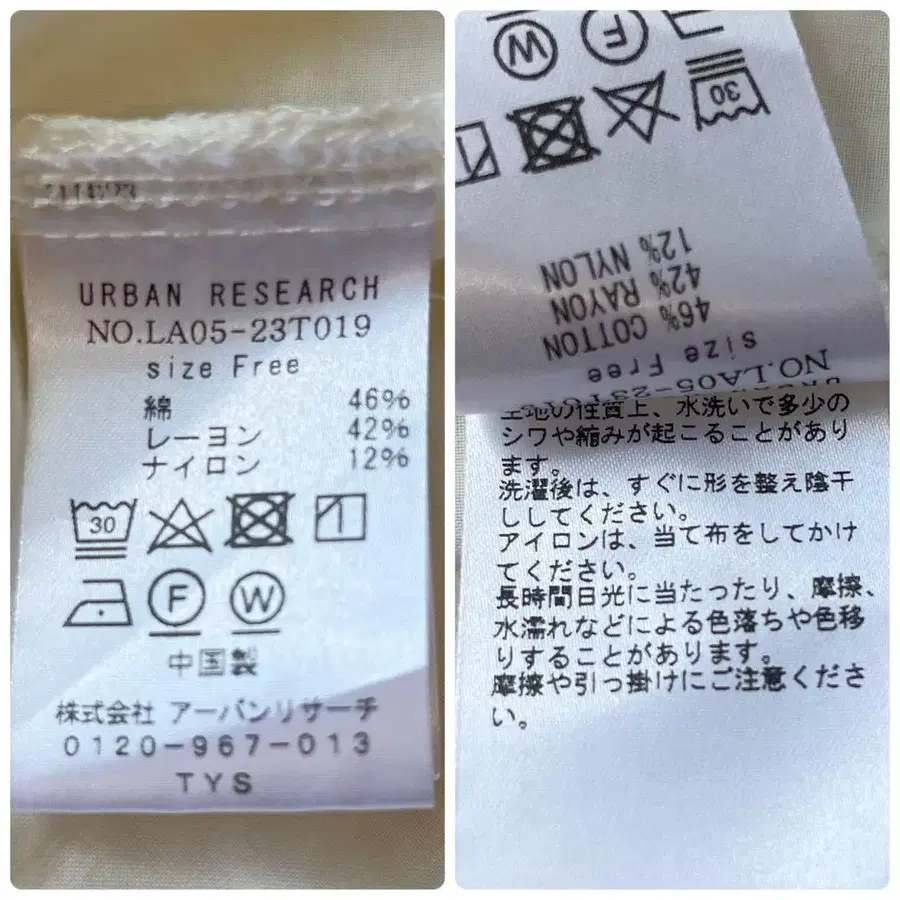 URBAN RESEARCH
NO.LA05-23T019
size Free
綿 46%
レーヨン 42%
ナイロン 12%
30
F W
中国製
株式会社 アーバンリサーチ
0120-967-013
TYS
W F
30
12% NYLON
42% RAYON
46% COTTON
size Free
NO.LA05-23T019
生地の性質上、水洗いで多少の
シワや縮みが起こることがあり
ます。
洗濯後は、すぐに形を整え陰干
ししてください。
アイロンは、当て布をしてかけ
てください。
長時間日光に当たったり、摩擦、
水濡れなどによる色落ちや色移
りすることがあります。
摩擦や引っ掛けにご注意くださ
い。